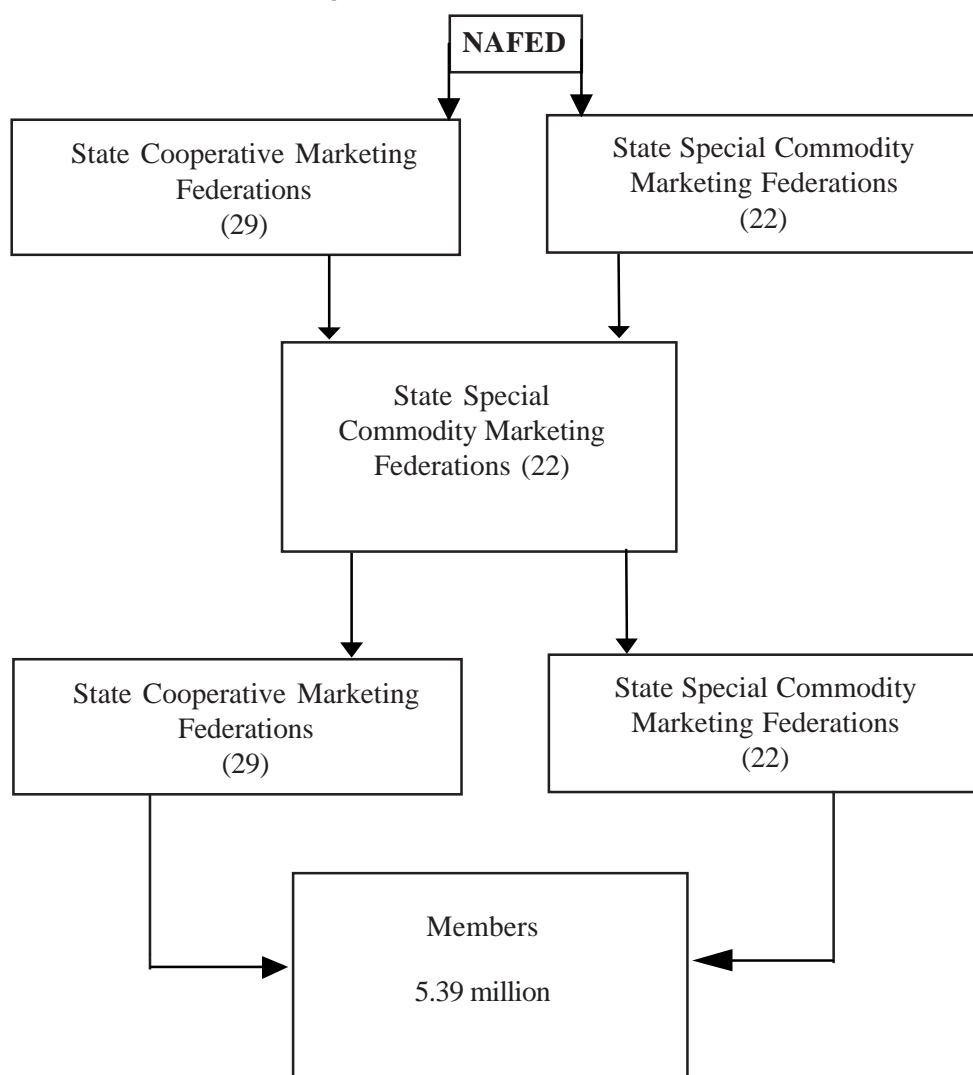 NAFED
State Cooperative Marketing
Federations
(29)
State Special Commodity
Marketing Federations
(22)
State Special
Commodity Marketing
Federations (22)
State Cooperative Marketing
Federations
(29)
State Special Commodity
Marketing Federations
(22)
Members
5.39 million